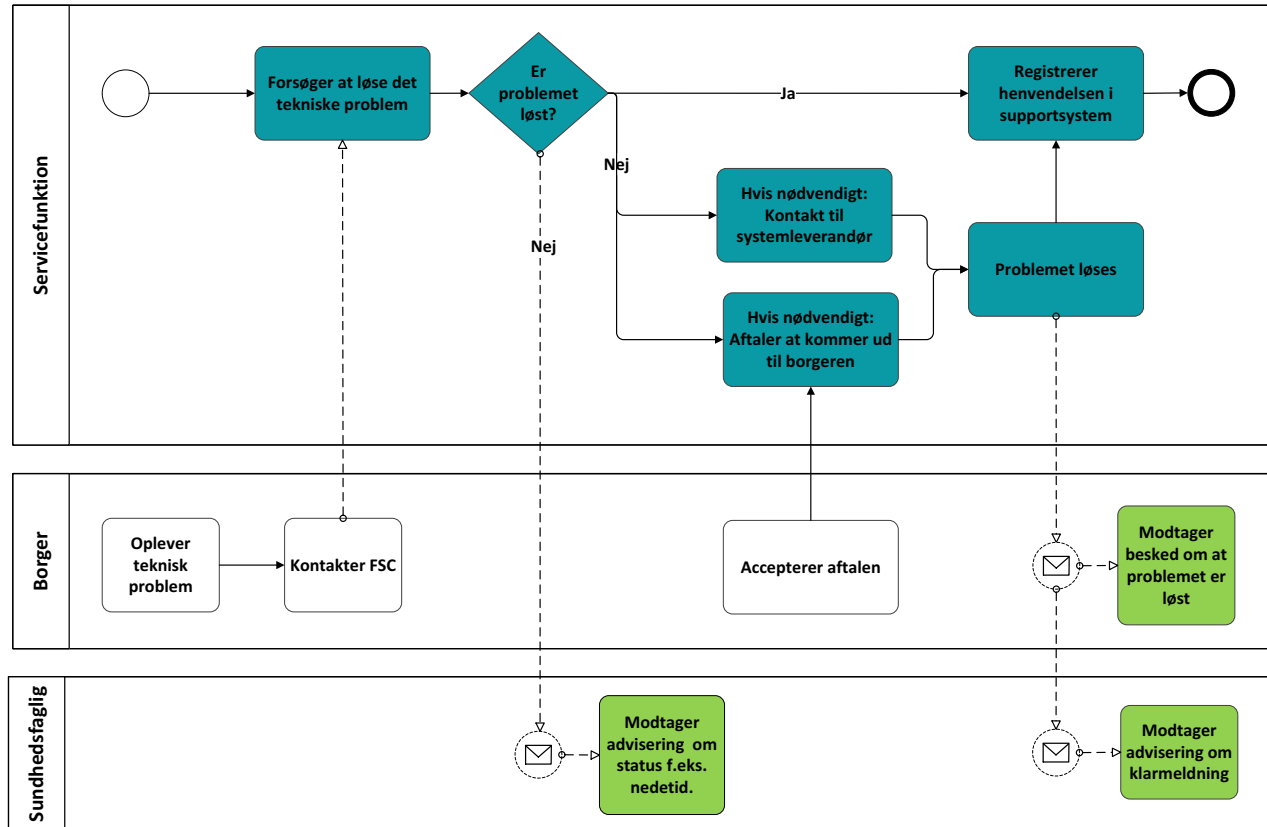 Servicefunktion
Forsøger at løse det
tekniske problem
Er
problemet
løst?
Ja
Registrerer
henvendelsen i
supportsystem
Nej
Nej
Hvis nødvendigt:
Kontakt til
systemleverandør
Hvis nødvendigt:
Aftaler at kommer ud
til borgeren
Problemet løses
Borger
Oplever
teknisk
problem
Kontakter FSC
Accepterer aftalen
Modtager
besked om at
problemet er
løst
Sundhedsfaglig
Modtager
advisering om
status f.eks.
nedetid.
Modtager
advisering om
klarmeldning